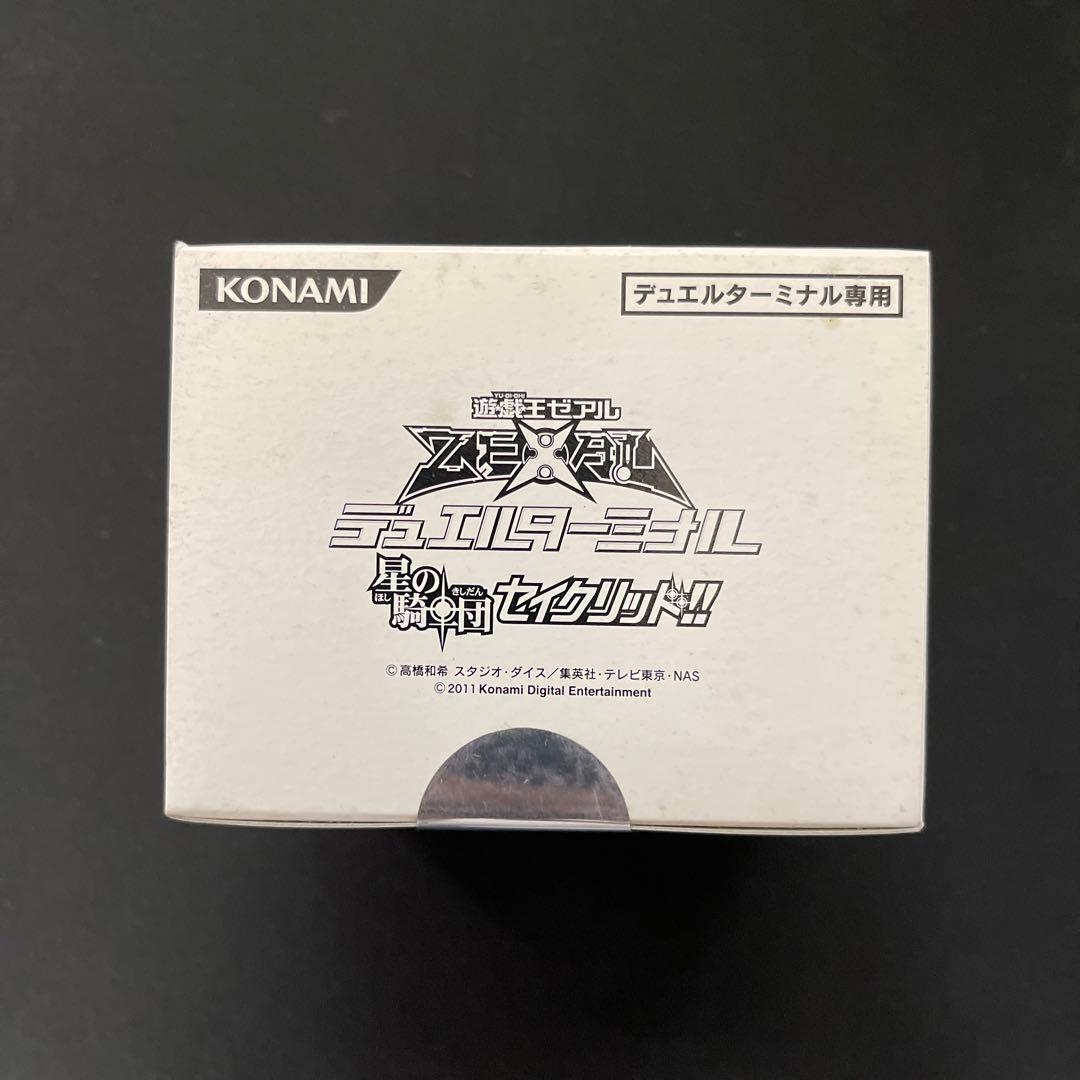 KONAMI
デュエルターミナル専用
YU-GI-OH!
遊戯王ゼアル
ZEXAL
デュエルターミナル
星の騎士団セイクリッド!!
ほし きしだん
©高橋和希 スタジオ・ダイス／集英社・テレビ東京・NAS
©2011 Konami Digital Entertainment